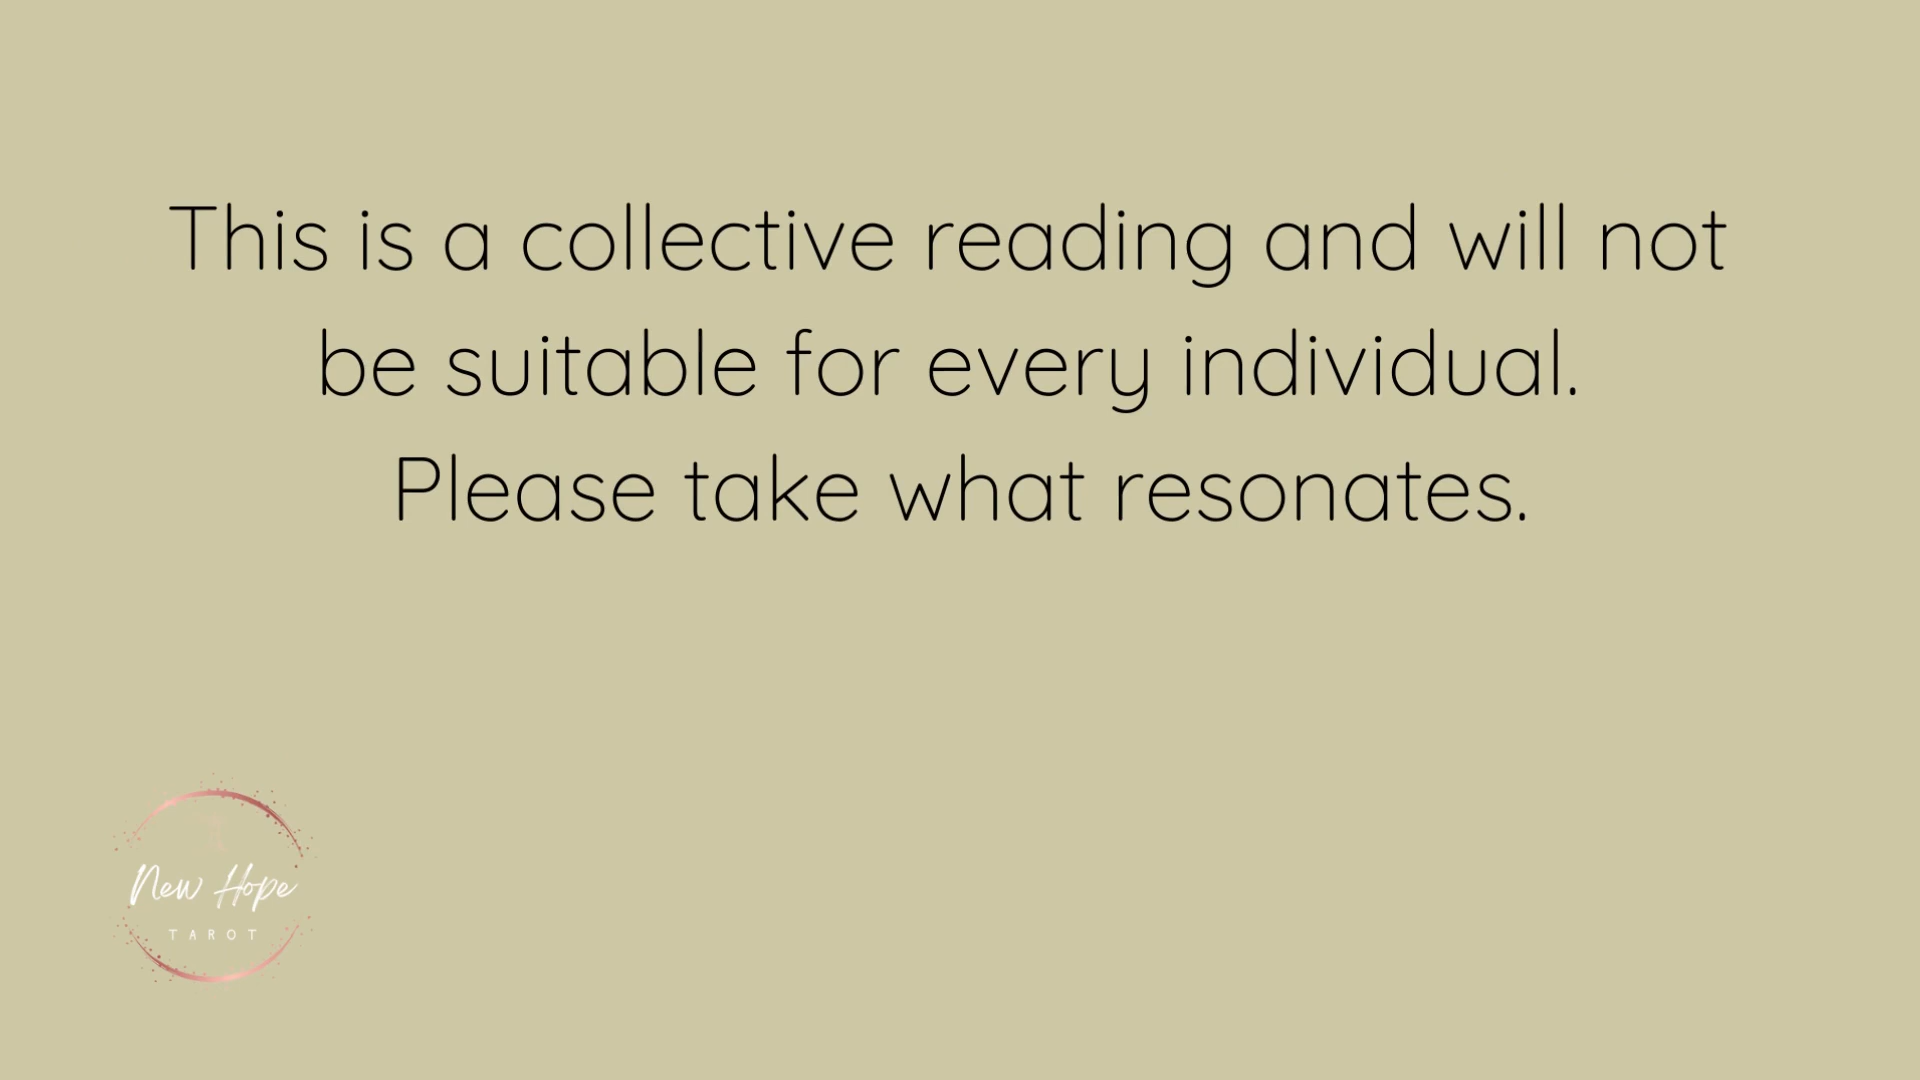 This is a collective reading and will not
be suitable for every individual.
Please take what resonates.
New Hope
TAROT